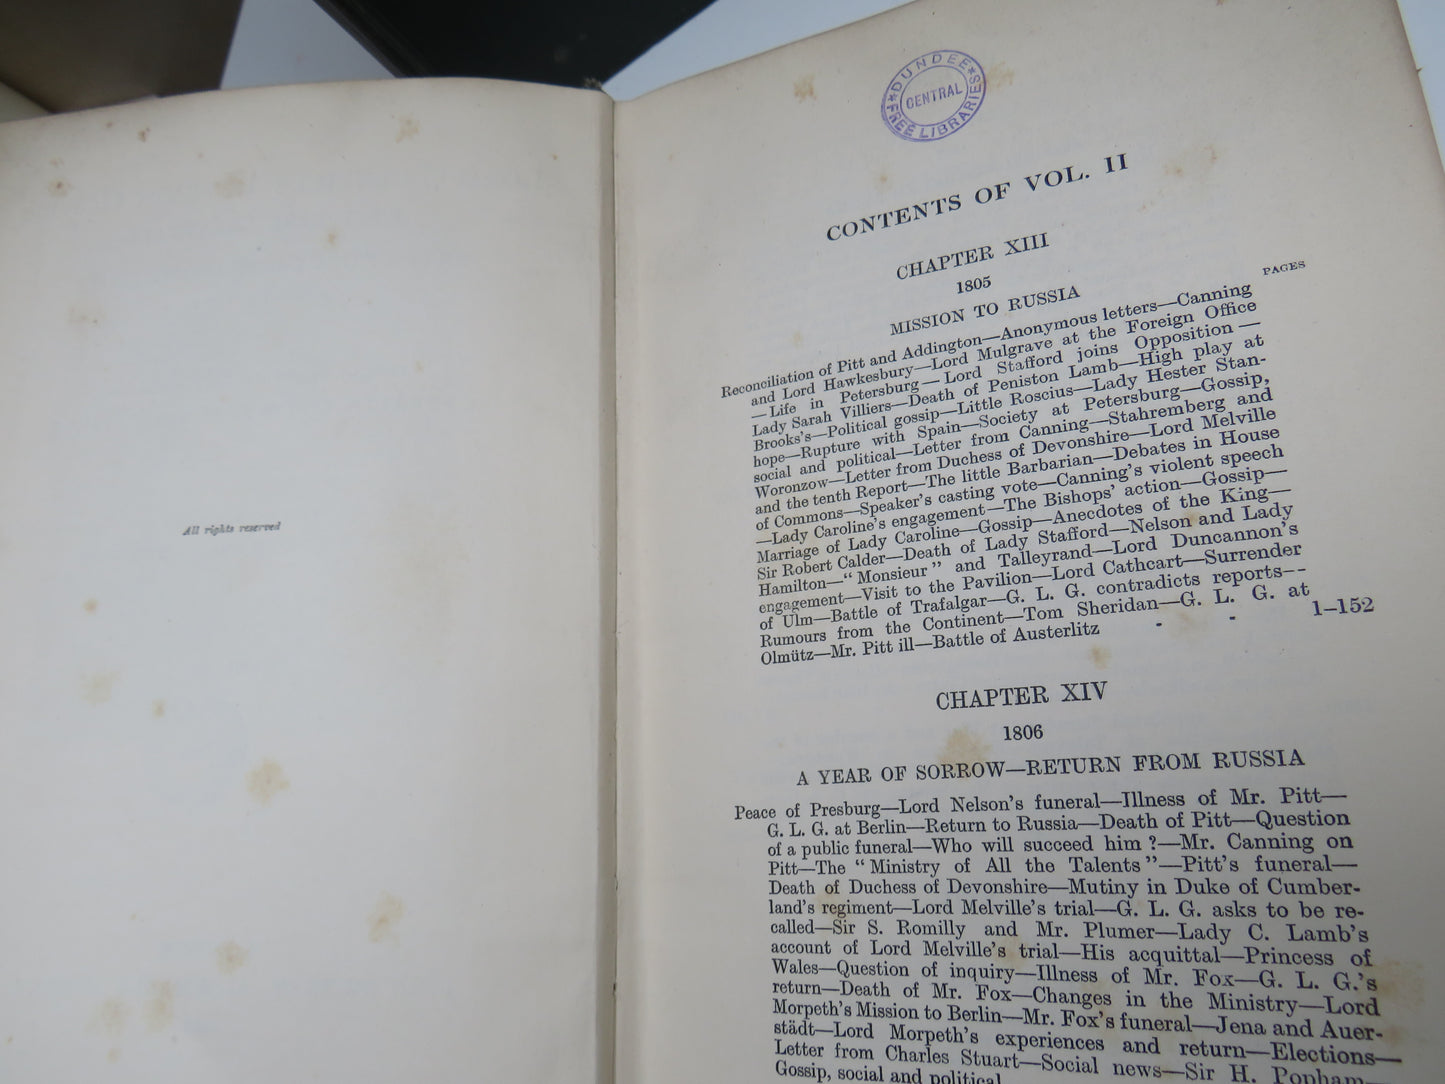 All rights reserved
DUNDEE
CENTRAL
FREE LIBRARIES
CONTENTS OF VOL. II
CHAPTER XIII
1805
MISSION TO RUSSIA
PAGES
Reconciliation of Pitt and Addington—Anonymous letters—Canning
and Lord Hawkesbury—Lord Mulgrave at the Foreign Office
—Life in Petersburg—Lord Stafford joins Opposition—
Lady Sarah Villiers—Death of Peniston Lamb—High play at
Brooks's—Political gossip—Little Roscius—Lady Hester Stan-
hope—Rupture with Spain—Society at Petersburg—Gossip,
social and political—Letter from Canning—Stahremberg and
Woronzow—Letter from Duchess of Devonshire—Lord Melville
and the tenth Report—The little Barbarian—Debates in House
of Commons—Speaker's casting vote—Canning's violent speech
—Lady Caroline's engagement—The Bishops' action—Gossip—
Marriage of Lady Caroline—Gossip—Anecdotes of the King—
Sir Robert Calder—Death of Lady Stafford—Nelson and Lady
Hamilton—"Monsieur" and Talleyrand—Lord Duncannon's
engagement—Visit to the Pavilion—Lord Cathcart—Surrender
of Ulm—Battle of Trafalgar—G. L. G. contradicts reports—
Rumours from the Continent—Tom Sheridan—G. L. G. at
Olmütz—Mr. Pitt ill—Battle of Austerlitz - - 1–152
CHAPTER XIV
1806
A YEAR OF SORROW—RETURN FROM RUSSIA
Peace of Presburg—Lord Nelson's funeral—Illness of Mr. Pitt—
G. L. G. at Berlin—Return to Russia—Death of Pitt—Question
of a public funeral—Who will succeed him?—Mr. Canning on
Pitt—The "Ministry of All the Talents"—Pitt's funeral—
Death of Duchess of Devonshire—Mutiny in Duke of Cumber-
land's regiment—Lord Melville's trial—G. L. G. asks to be re-
called—Sir S. Romilly and Mr. Plumer—Lady C. Lamb's
account of Lord Melville's trial—His acquittal—Princess of
Wales—Question of inquiry—Illness of Mr. Fox—G. L. G.'s
return—Death of Mr. Fox—Changes in the Ministry—Lord
Morpeth's Mission to Berlin—Mr. Fox's funeral—Jena and Auer-
städt—Lord Morpeth's experiences and return—Elections—
Letter from Charles Stuart—Social news—Sir H. Popham—
Gossip, social and political